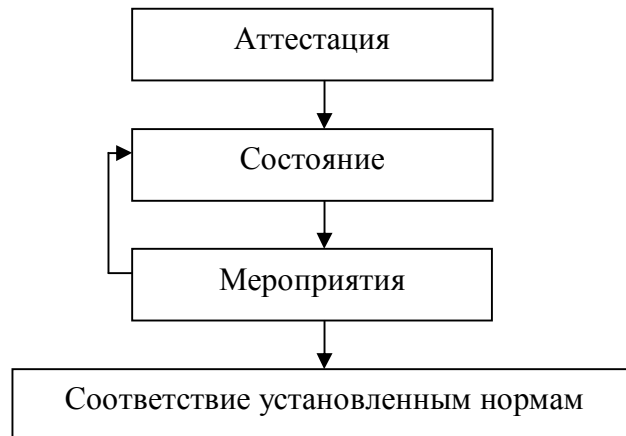 Аттестация
Состояние
Мероприятия
Соответствие установленным нормам